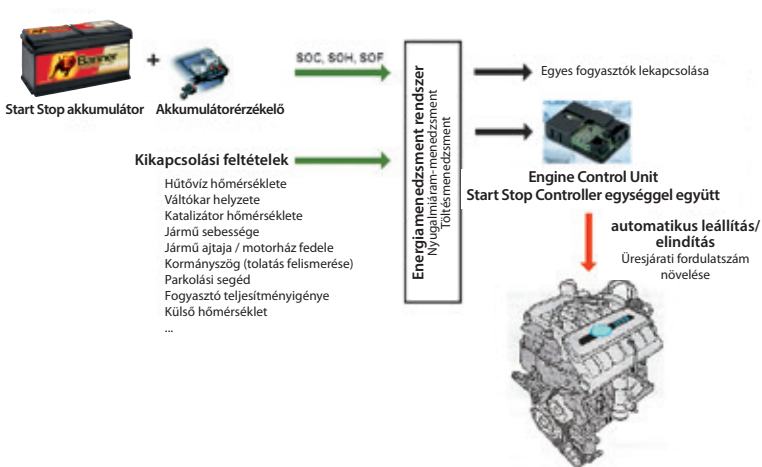 Banner
+
Start Stop akkumulátor
Akkumulátorérzékelő
SOC, SOH, SOF
Kikapcsolási feltételek
Hűtővíz hőmérséklete
Váltókar helyzete
Katalizátor hőmérséklete
Jármű sebessége
Jármű ajtaja / motorház fedele
Kormányszög (tolatás felismerése)
Parkolási segéd
Fogyasztó teljesítményigénye
Külső hőmérséklet
...
Energiamenedzsment rendszer
Nyugalmiáram-menedzsment
Töltésmenedzsment
Egyes fogyasztók lekapcsolása
Engine Control Unit
Start Stop Controller egységgel együtt
automatikus leállítás/
elindítás
Üresjárati fordulatszám
növelése